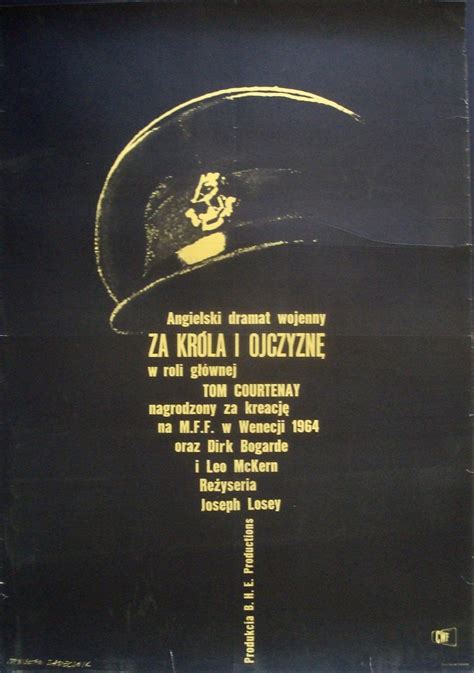 Angielski dramat wojenny
ZA KRÓLA I OJCZYZNĘ
w roli głównej
TOM COURTENAY
nagrodzony za kreację
na M.F.F. w Wenecji 1964
oraz Dirk Bogarde
i Leo McKern
Reżyseria
Joseph Losey
Produkcja B. H. E. Productions
CWF